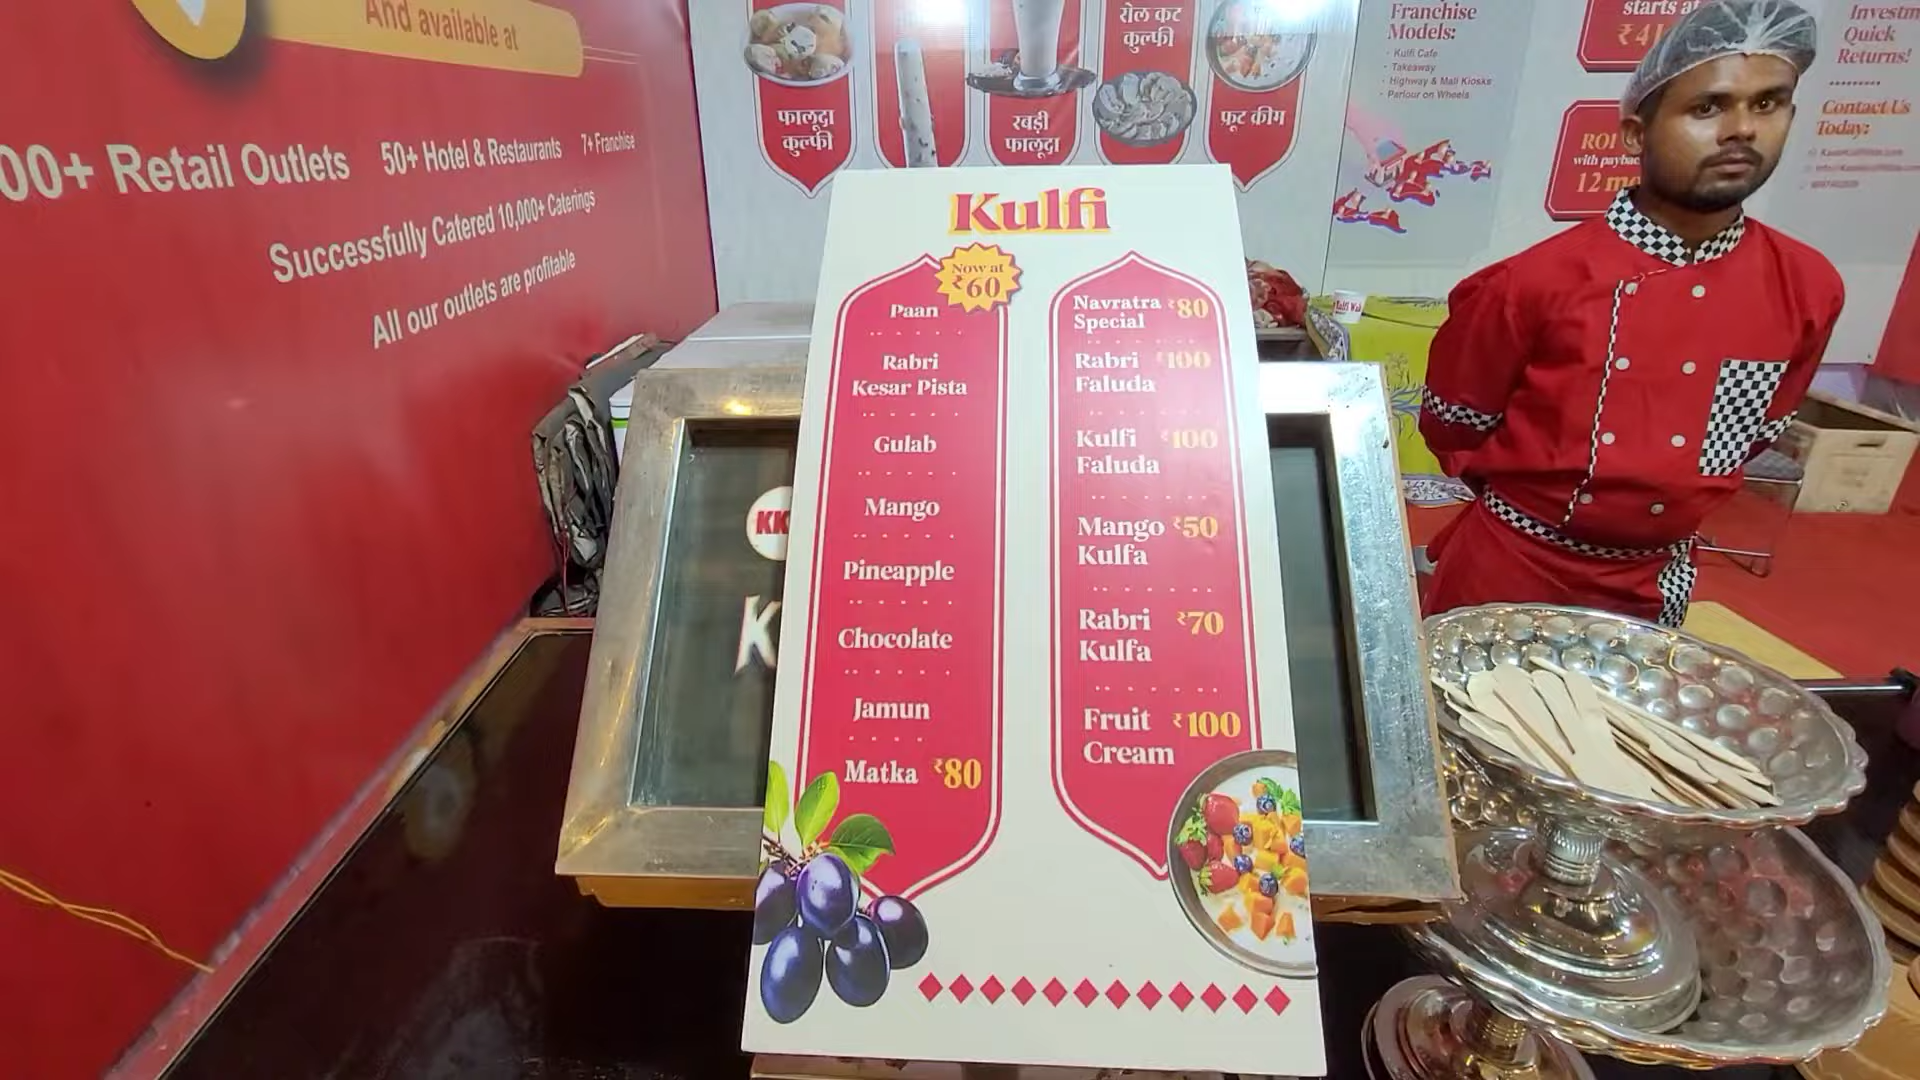 And available at
00+ Retail Outlets
50+ Hotel & Restaurants
7+ Franchise
Successfully Catered 10,000+ Caterings
All our outlets are profitable
फालूदा
कुल्फी
रबड़ी
फालूदा
रोल कट
कुल्फी
फ्रूट क्रीम
Franchise
Models:
· Kulfi Cafe
· Takeaway
· Highway & Mall Kiosks
· Parlour on Wheels
starts at
ROI
with payback
12
Quick
Returns!
Contact Us
Today:
Kulfi
Now at
₹60
Paan
Rabri
Kesar Pista
Gulab
Mango
Pineapple
Chocolate
Jamun
Matka ₹80
Navratra ₹80
Special
Rabri ₹100
Faluda
Kulfi ₹100
Faluda
Mango ₹50
Kulfa
Rabri ₹70
Kulfa
Fruit ₹100
Cream
KK
K